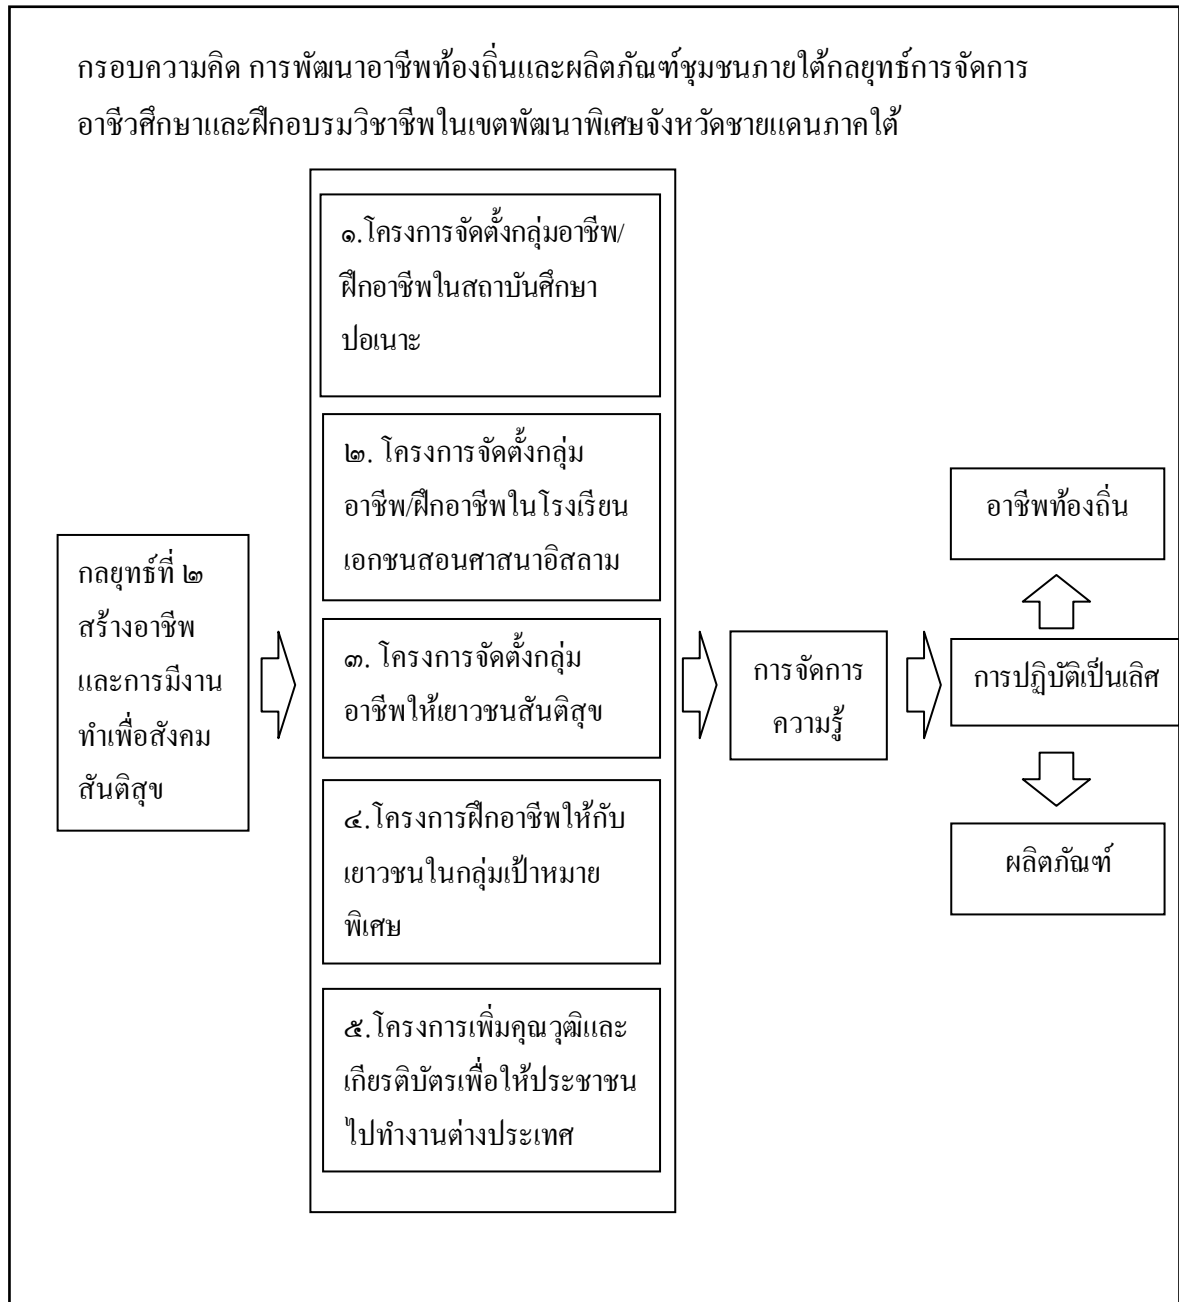 กรอบความคิด การพัฒนาอาชีพท้องถิ่นและผลิตภัณฑ์ชุมชนภายใต้กลยุทธ์การจัดการ
อาชีวศึกษาและฝึกอบรมวิชาชีพในเขตพัฒนาพิเศษจังหวัดชายแดนภาคใต้
กลยุทธ์ที่ ๒
สร้างอาชีพ
และการมีงาน
ทำเพื่อสังคม
สันติสุข
๑.โครงการจัดตั้งกลุ่มอาชีพ/
ฝึกอาชีพในสถาบันศึกษา
ปอเนาะ
๒. โครงการจัดตั้งกลุ่ม
อาชีพ/ฝึกอาชีพในโรงเรียน
เอกชนสอนศาสนาอิสลาม
๓. โครงการจัดตั้งกลุ่ม
อาชีพให้เยาวชนสันติสุข
๔.โครงการฝึกอาชีพให้กับ
เยาวชนในกลุ่มเป้าหมาย
พิเศษ
๕.โครงการเพิ่มคุณวุฒิและ
เกียรติบัตรเพื่อให้ประชาชน
ไปทำงานต่างประเทศ
การจัดการ
ความรู้
อาชีพท้องถิ่น
การปฏิบัติเป็นเลิศ
ผลิตภัณฑ์